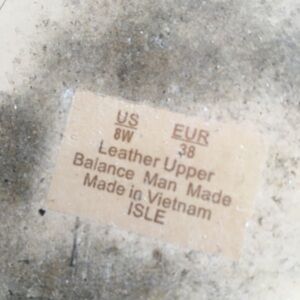 US EUR
8W 38
Leather Upper
Balance Man Made
Made in Vietnam
ISLE